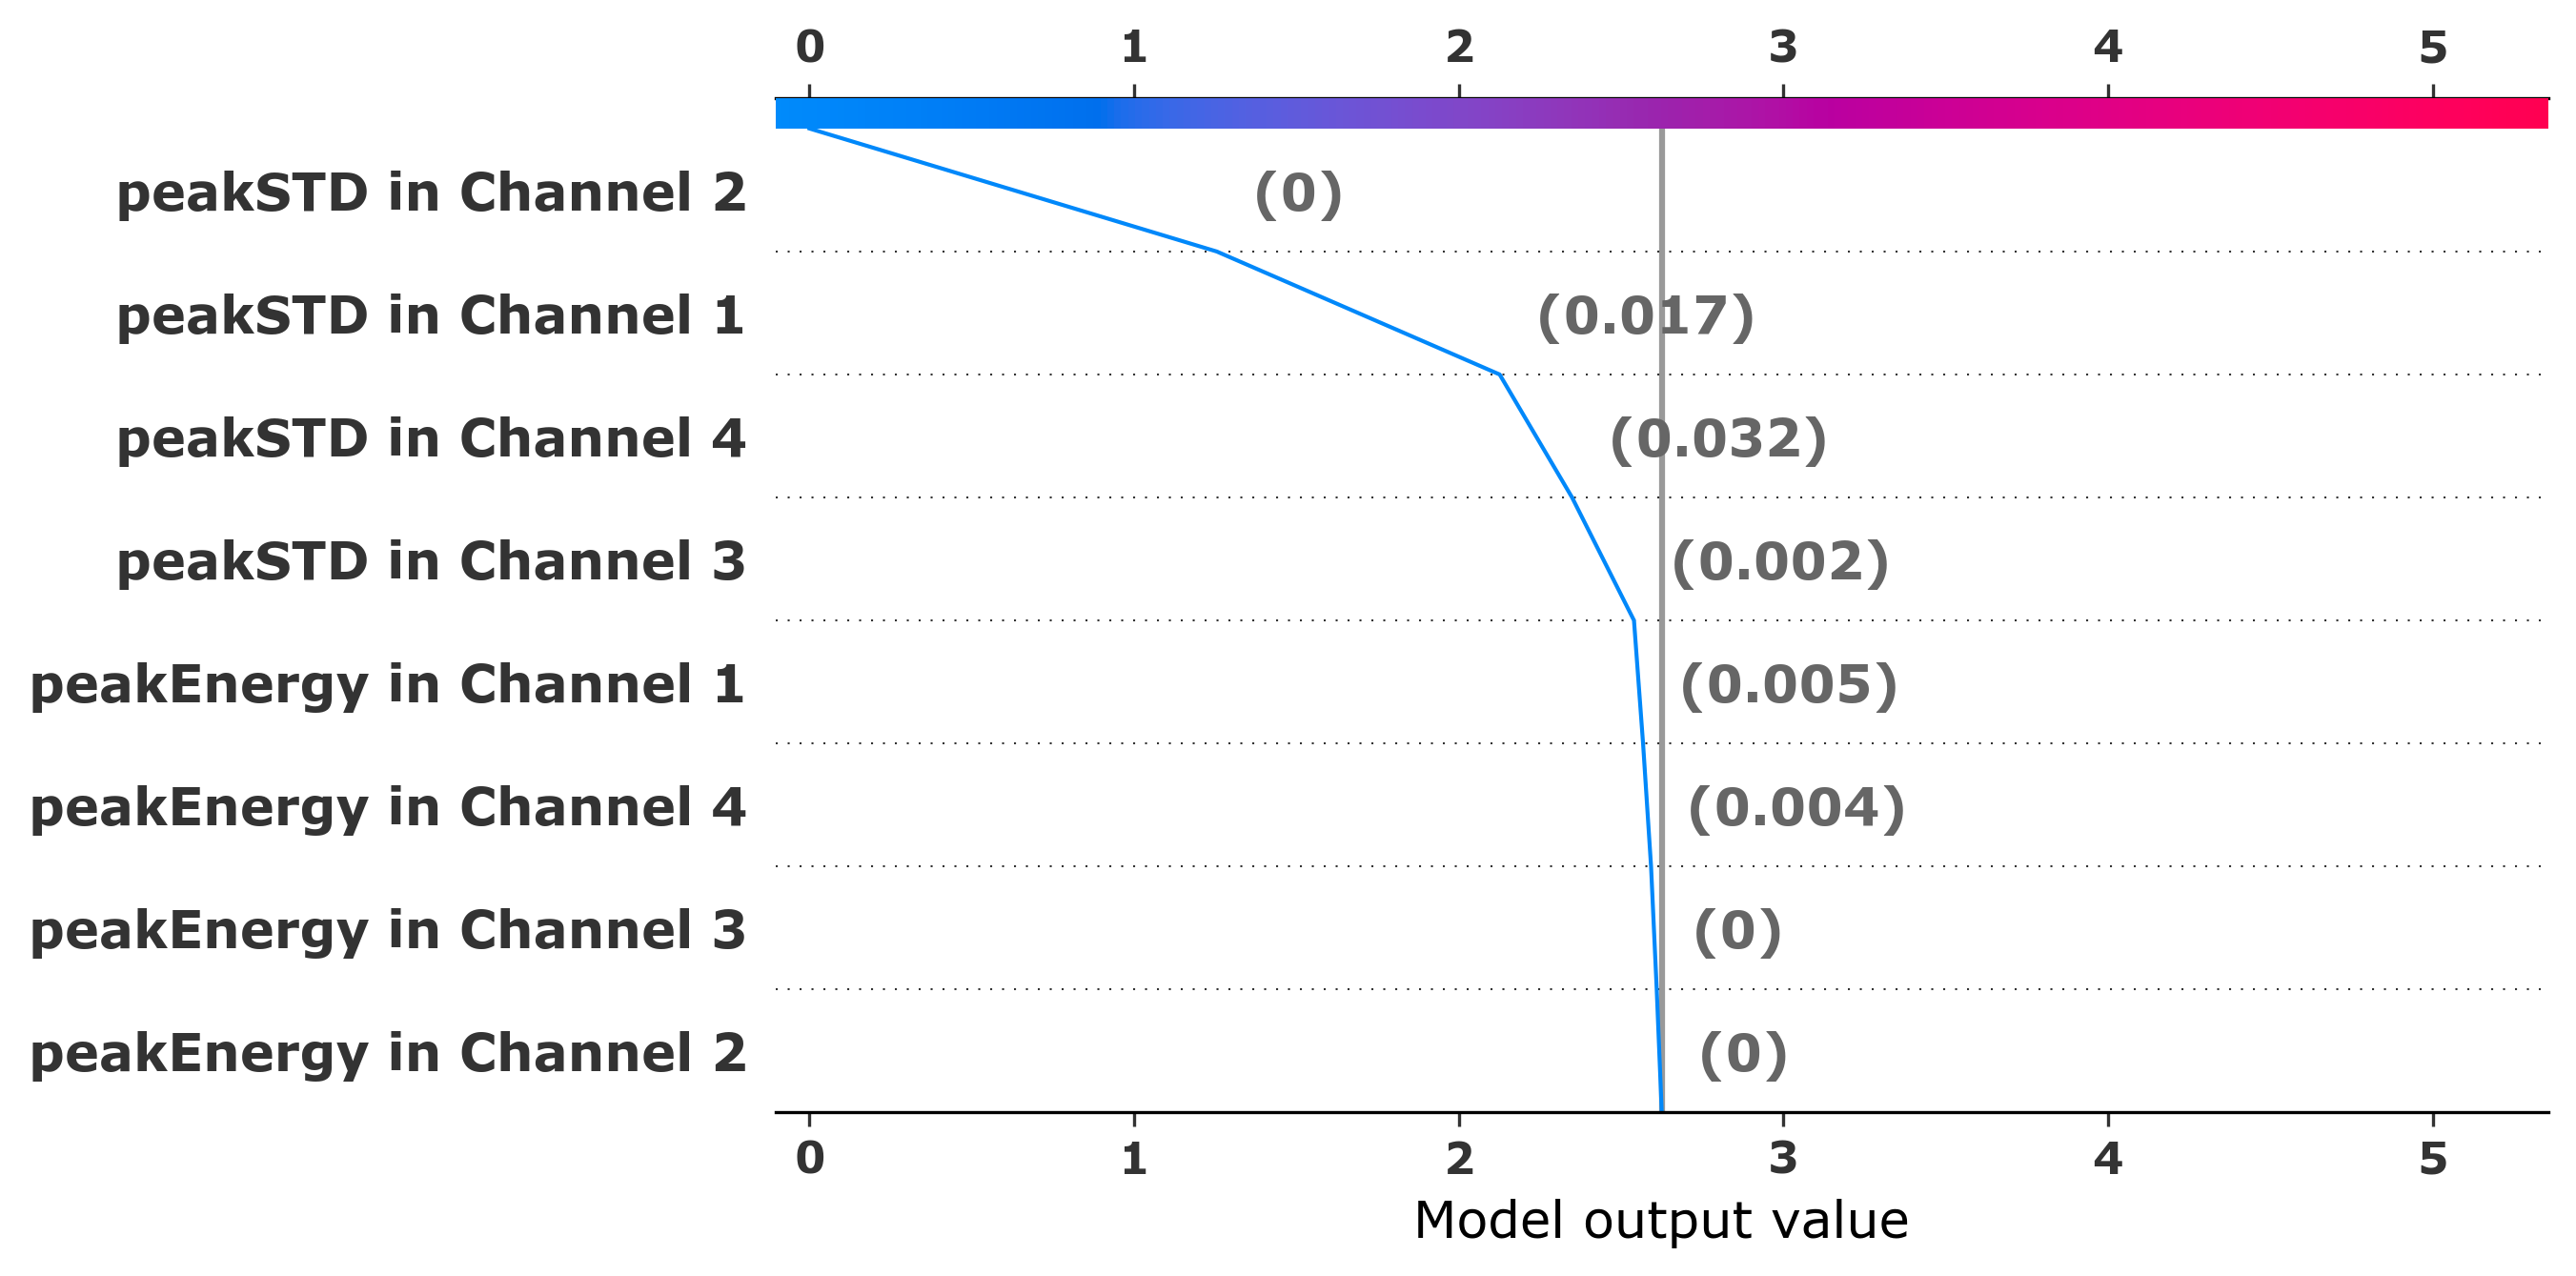 0 1 2 3 4 5
peakSTD in Channel 2 (0)
peakSTD in Channel 1 (0.017)
peakSTD in Channel 4 (0.032)
peakSTD in Channel 3 (0.002)
peakEnergy in Channel 1 (0.005)
peakEnergy in Channel 4 (0.004)
peakEnergy in Channel 3 (0)
peakEnergy in Channel 2 (0)
0 1 2 3 4 5
Model output value